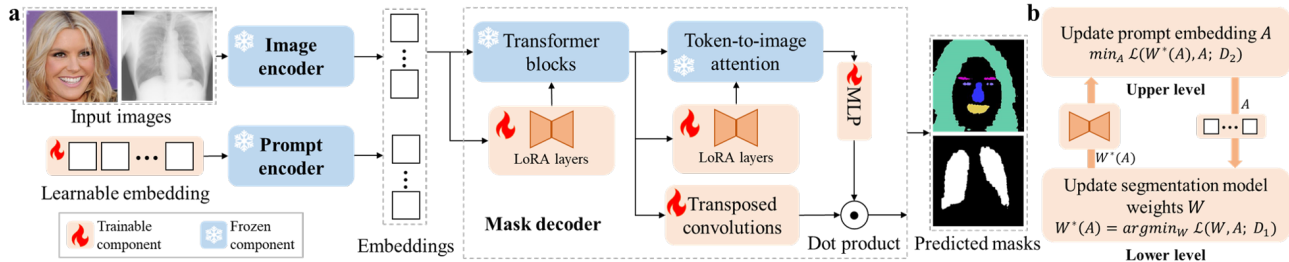 a
Image
encoder
Input images
Prompt
encoder
Learnable embedding
Trainable
component
Frozen
component
Embeddings
Transformer
blocks
LoRA layers
Mask decoder
Token-to-image
attention
LoRA layers
Transposed
convolutions
MLP
Dot product
Predicted masks
b
Update prompt embedding A
min_A ℒ(W*(A), A; D₂)
Upper level
A
W*(A)
Update segmentation model
weights W
W*(A) = argmin_W ℒ(W, A; D₁)
Lower level